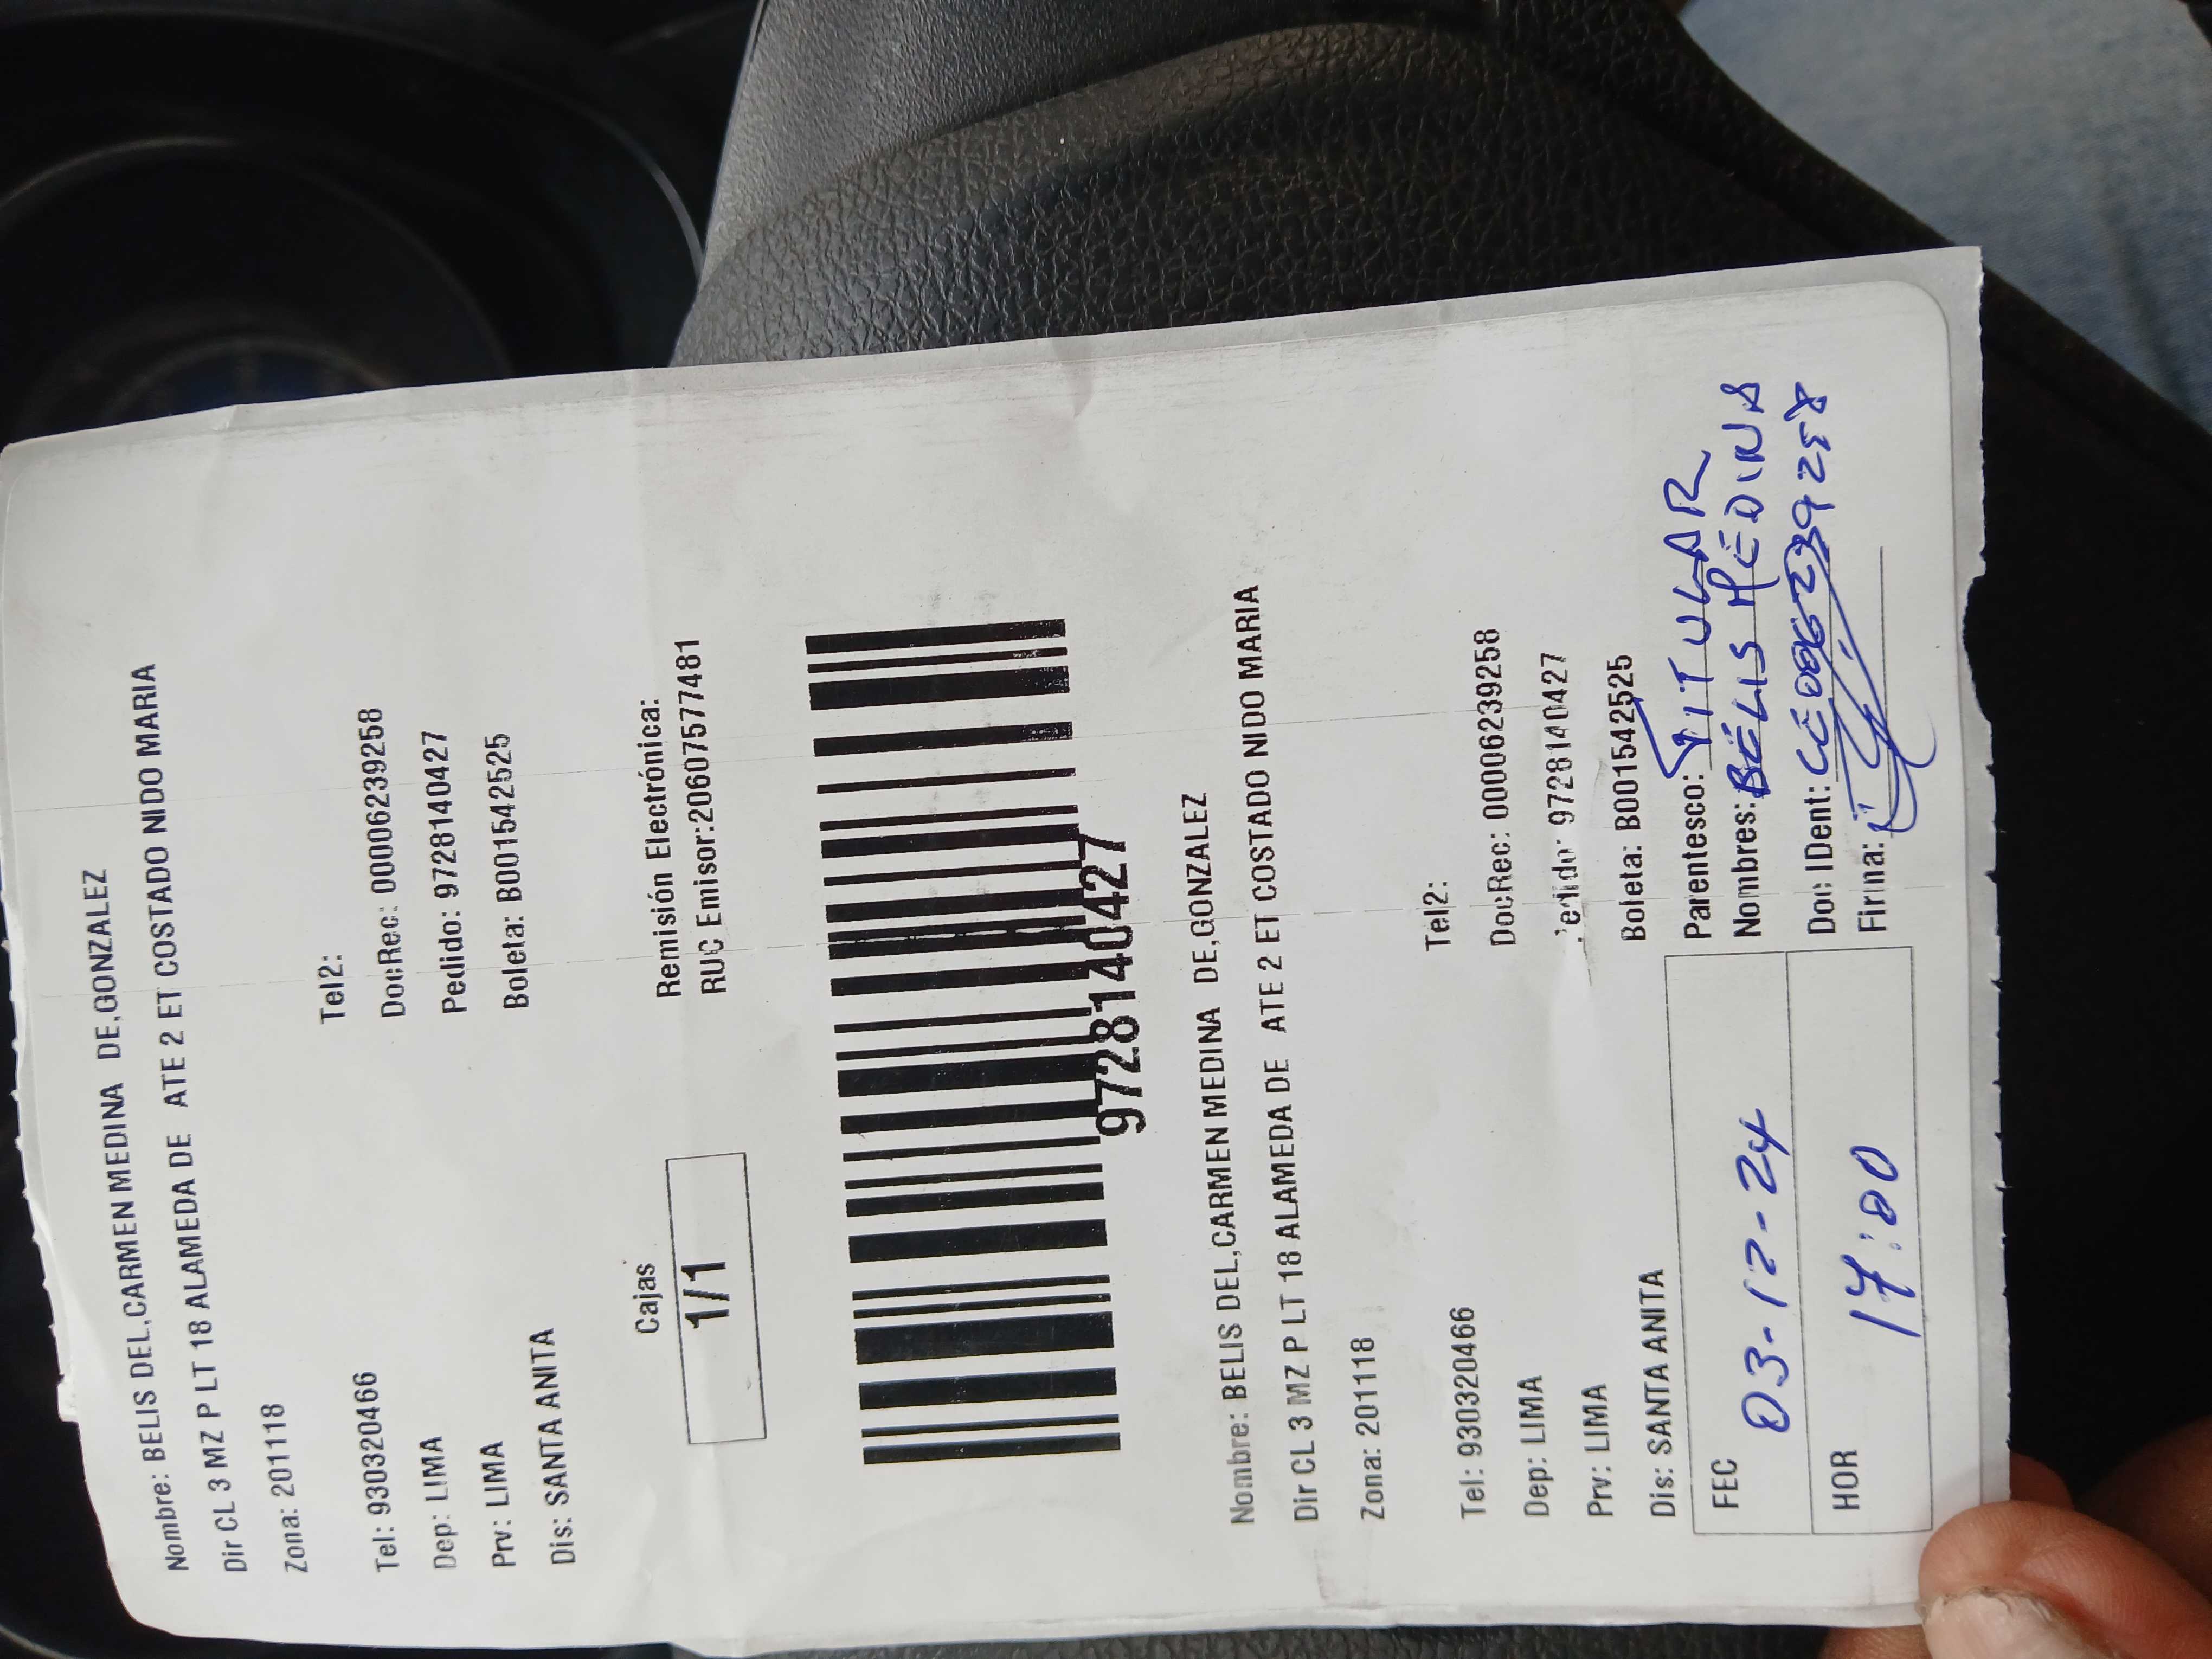 Nombre: BELIS DEL,CARMEN MEDINA DE,GONZALEZ
Dir CL 3 MZ P LT 18 ALAMEDA DE ATE 2 ET COSTADO NIDO MARIA
Zona: 201118
Tel: 930320466 Tel2:
Dep: LIMA DocRec: 00006239258
Prv: LIMA Pedido: 9728140427
Dis: SANTA ANITA Boleta: B001542525
Cajas Remisión Electrónica:
1/1 RUC Emisor:20607577481
9728140427
Nombre: BELIS DEL,CARMEN MEDINA DE,GONZALEZ
Dir CL 3 MZ P LT 18 ALAMEDA DE ATE 2 ET COSTADO NIDO MARIA
Zona: 201118
Tel: 930320466 Tel2:
Dep: LIMA DocRec: 00006239258
Prv: LIMA Pedido: 9728140427
Dis: SANTA ANITA Boleta: B001542525
FEC 03-12-24 Parentesco: TITULAR
Nombres: BELIS MEDINA
HOR 17:00 Doc IDent: CE006239258
Firma: